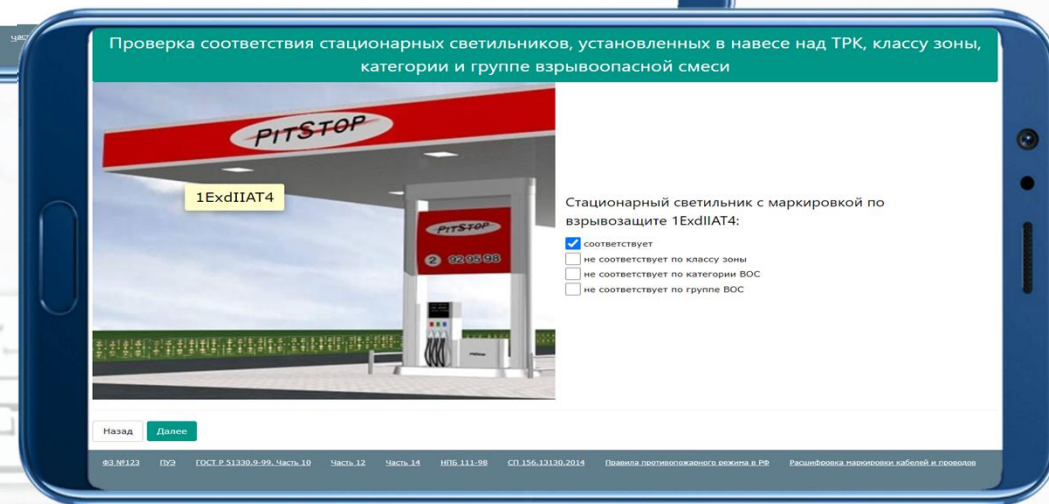 Проверка соответствия стационарных светильников, установленных в навесе над ТРК, классу зоны,
категории и группе взрывоопасной смеси
PITSTOP
1ExdIIAT4
PITSTOP
2 92 95 98
Стационарный светильник с маркировкой по
взрывозащите 1ExdIIAT4:
соответствует
не соответствует по классу зоны
не соответствует по категории ВОС
не соответствует по группе ВОС
Назад Далее
ФЗ №123 ПУЭ ГОСТ Р 51330.9-99. Часть 10 Часть 12 Часть 14 НПБ 111-98 СП 156.13130.2014 Правила противопожарного режима в РФ Расшифровка маркировки кабелей и проводов